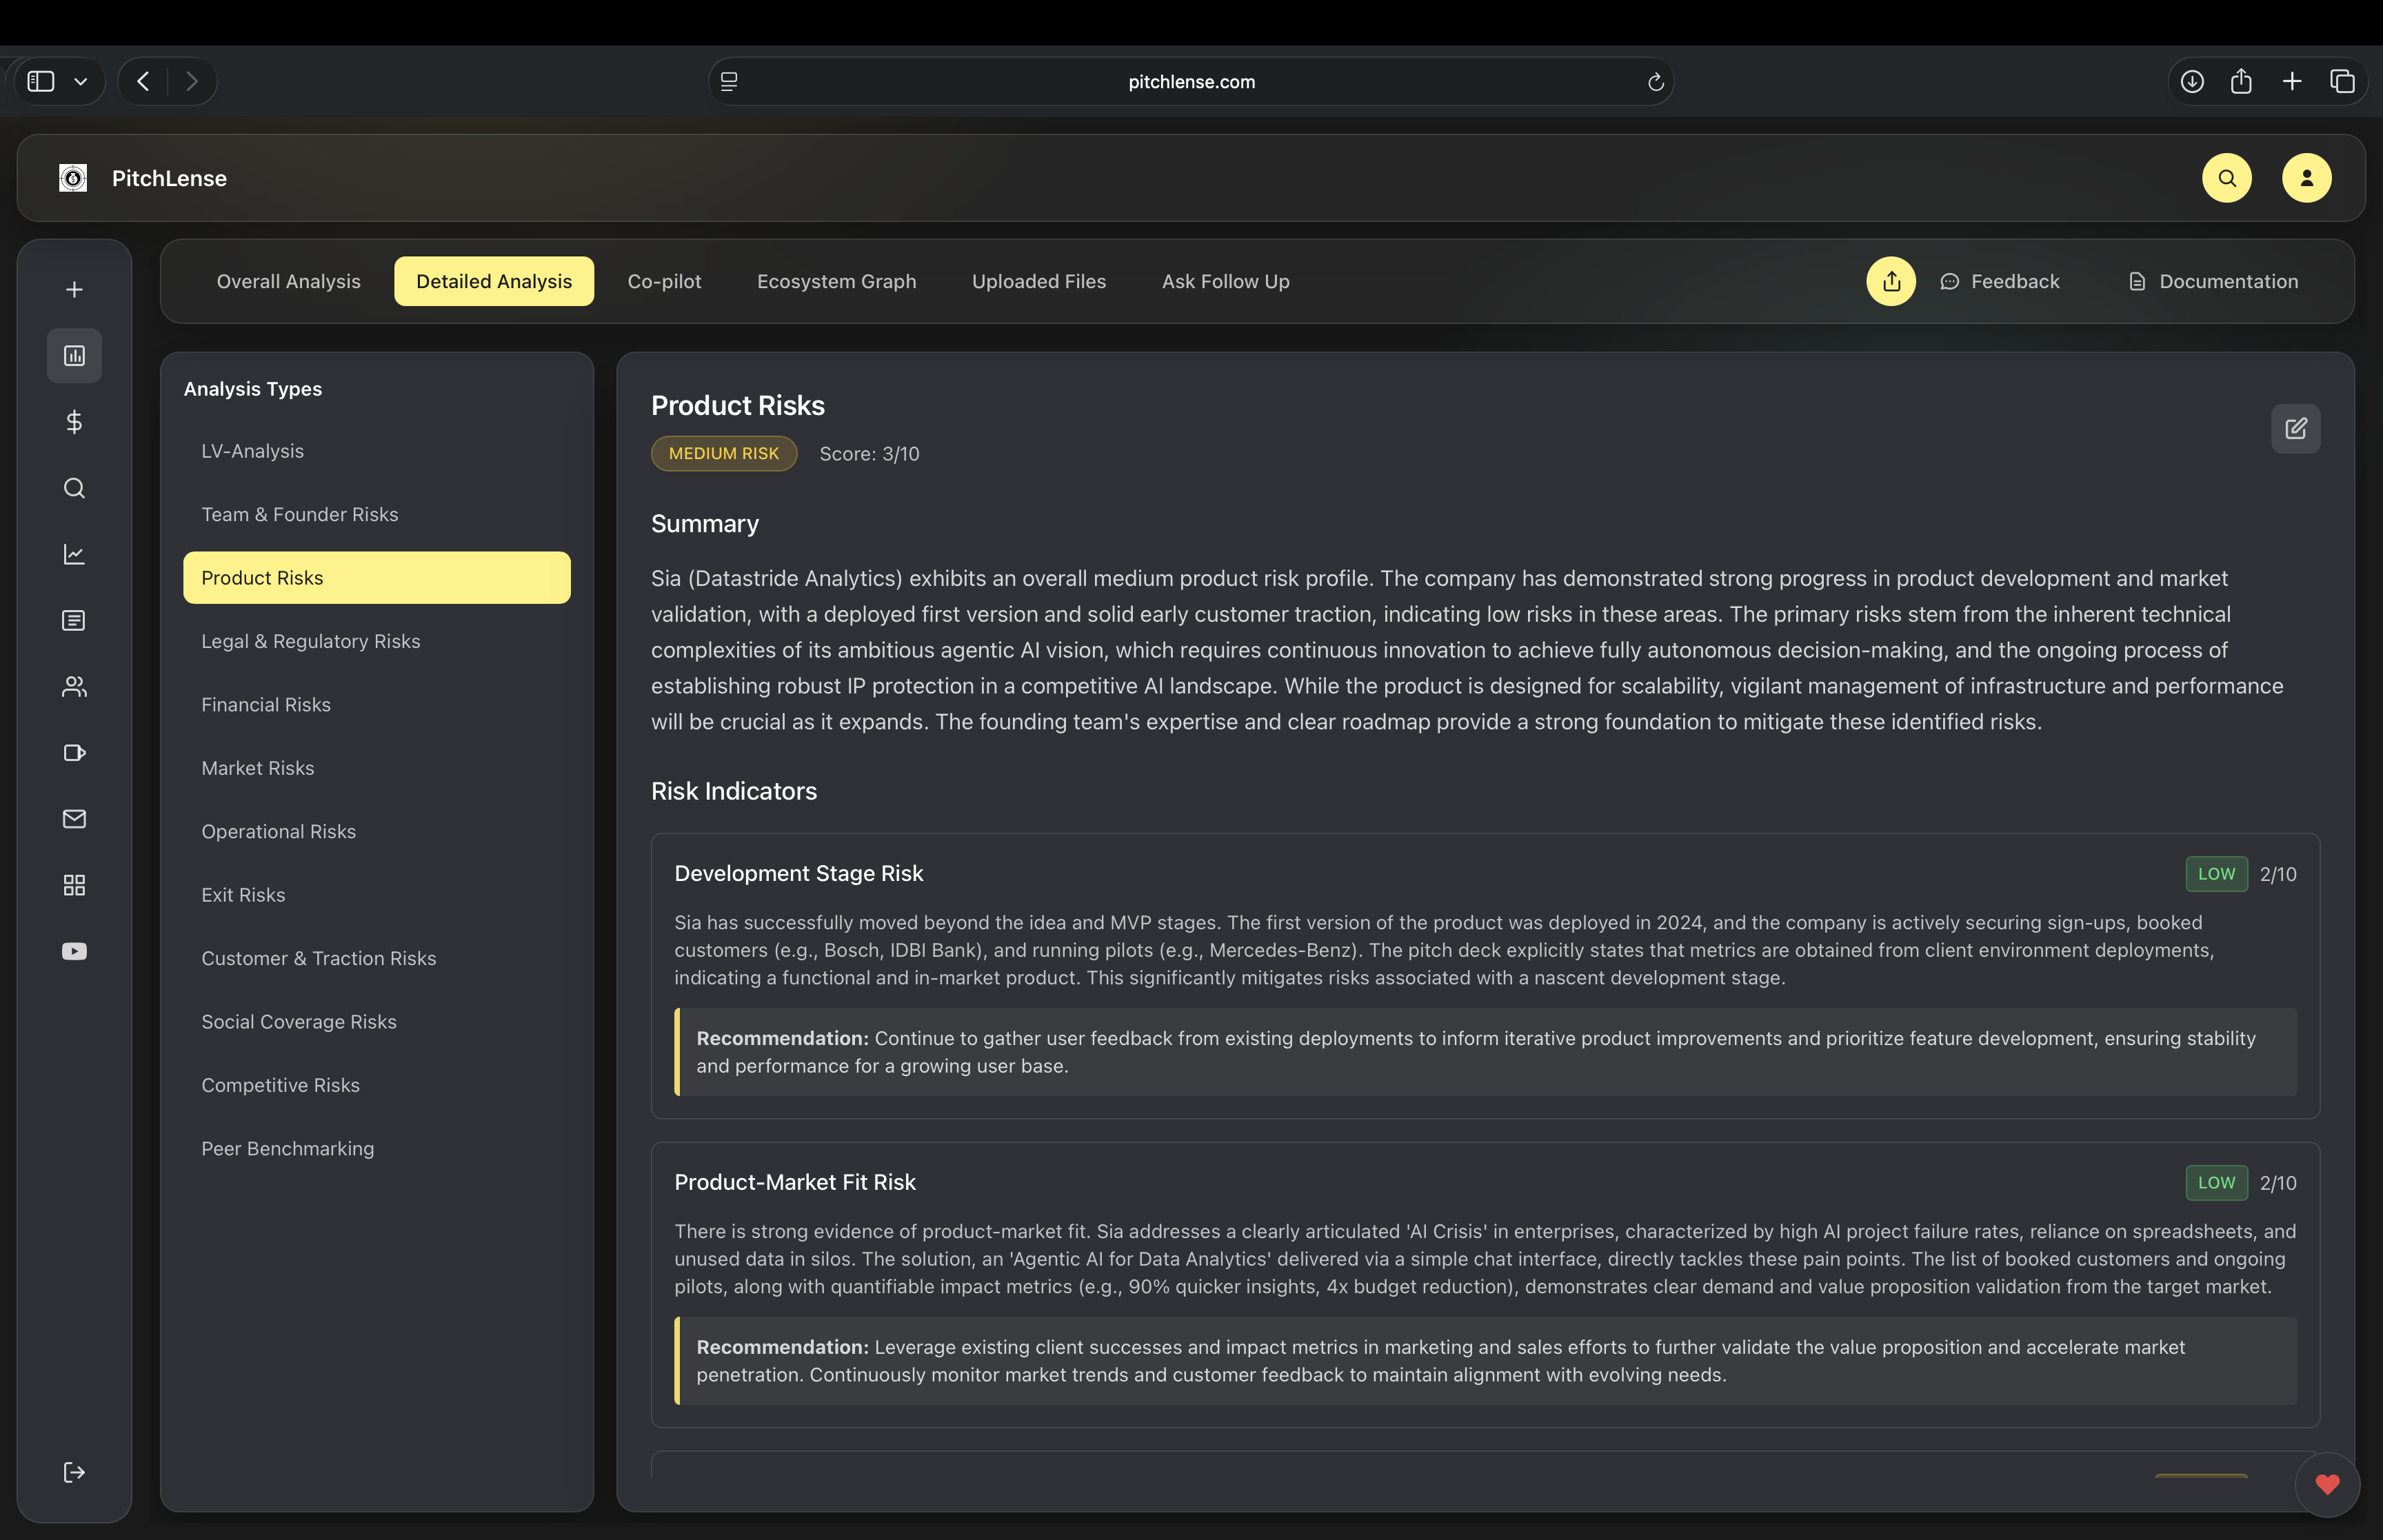 pitchlense.com
PitchLense
Overall Analysis
Detailed Analysis
Co-pilot
Ecosystem Graph
Uploaded Files
Ask Follow Up
Feedback
Documentation
Analysis Types
LV-Analysis
Team & Founder Risks
Product Risks
Legal & Regulatory Risks
Financial Risks
Market Risks
Operational Risks
Exit Risks
Customer & Traction Risks
Social Coverage Risks
Competitive Risks
Peer Benchmarking
Product Risks
MEDIUM RISK
Score: 3/10
Summary
Sia (Datastride Analytics) exhibits an overall medium product risk profile. The company has demonstrated strong progress in product development and market
validation, with a deployed first version and solid early customer traction, indicating low risks in these areas. The primary risks stem from the inherent technical
complexities of its ambitious agentic AI vision, which requires continuous innovation to achieve fully autonomous decision-making, and the ongoing process of
establishing robust IP protection in a competitive AI landscape. While the product is designed for scalability, vigilant management of infrastructure and performance
will be crucial as it expands. The founding team's expertise and clear roadmap provide a strong foundation to mitigate these identified risks.
Risk Indicators
Development Stage Risk
LOW 2/10
Sia has successfully moved beyond the idea and MVP stages. The first version of the product was deployed in 2024, and the company is actively securing sign-ups, booked
customers (e.g., Bosch, IDBI Bank), and running pilots (e.g., Mercedes-Benz). The pitch deck explicitly states that metrics are obtained from client environment deployments,
indicating a functional and in-market product. This significantly mitigates risks associated with a nascent development stage.
Recommendation: Continue to gather user feedback from existing deployments to inform iterative product improvements and prioritize feature development, ensuring stability
and performance for a growing user base.
Product-Market Fit Risk
LOW 2/10
There is strong evidence of product-market fit. Sia addresses a clearly articulated 'AI Crisis' in enterprises, characterized by high AI project failure rates, reliance on spreadsheets, and
unused data in silos. The solution, an 'Agentic AI for Data Analytics' delivered via a simple chat interface, directly tackles these pain points. The list of booked customers and ongoing
pilots, along with quantifiable impact metrics (e.g., 90% quicker insights, 4x budget reduction), demonstrates clear demand and value proposition validation from the target market.
Recommendation: Leverage existing client successes and impact metrics in marketing and sales efforts to further validate the value proposition and accelerate market
penetration. Continuously monitor market trends and customer feedback to maintain alignment with evolving needs.